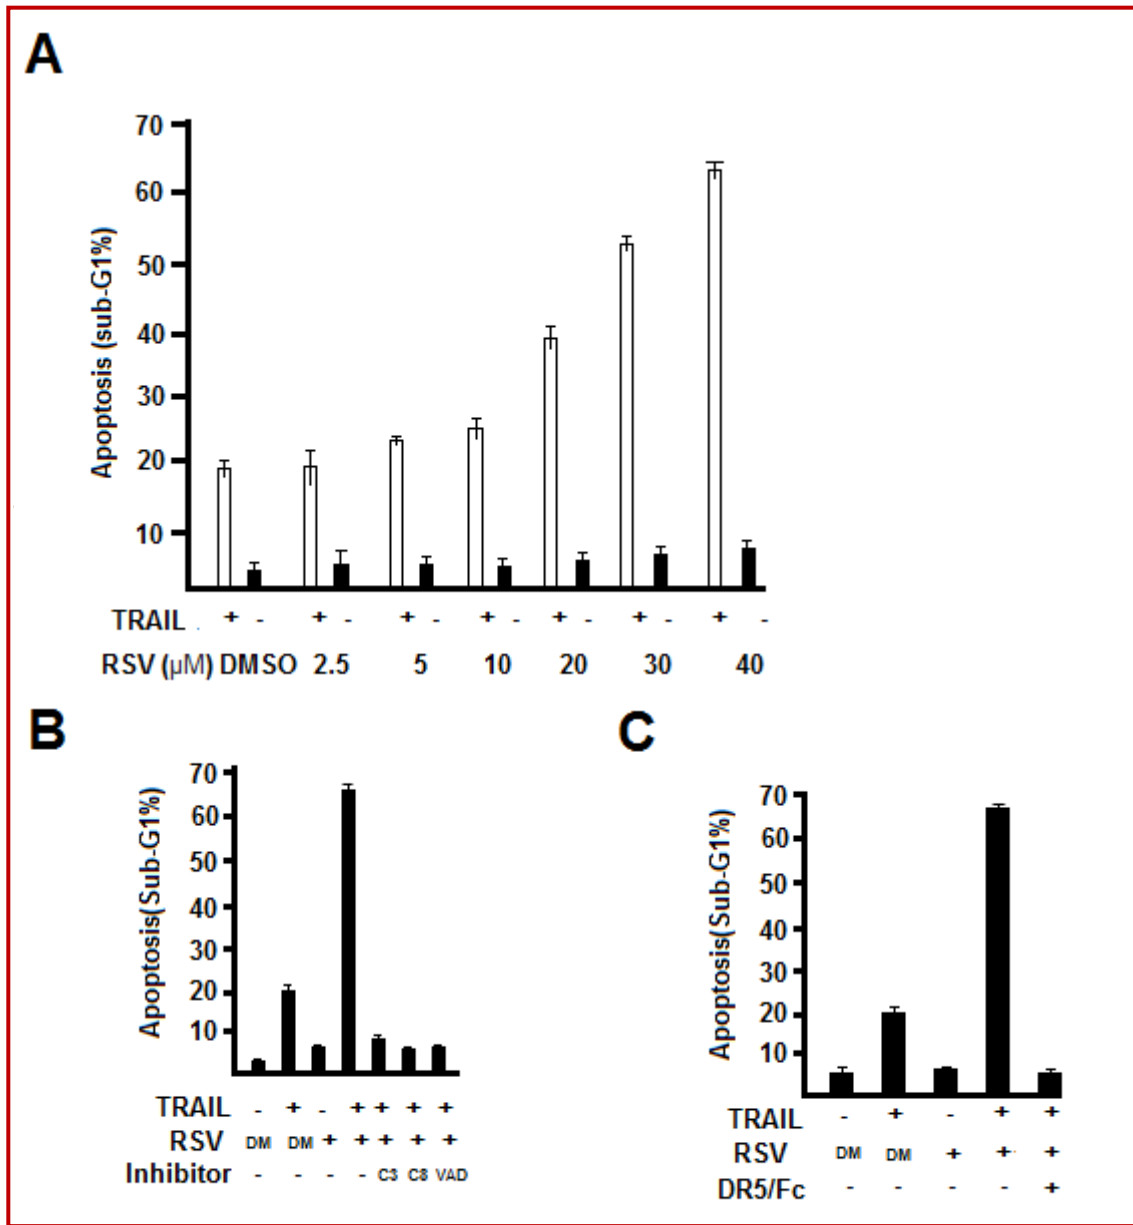 A
70
60
50
40
30
20
10
Apoptosis (sub-G1%)
TRAIL + - + - + - + - + - + - + -
RSV (µM) DMSO 2.5 5 10 20 30 40
B
70
60
50
40
30
20
10
Apoptosis(Sub-G1%)
TRAIL - + - + + + +
RSV DM DM + + + + +
Inhibitor - - - - C3 C8 VAD
C
70
60
50
40
30
20
10
Apoptosis(Sub-G1%)
TRAIL - + - + +
RSV DM DM + + +
DR5/Fc - - - - +